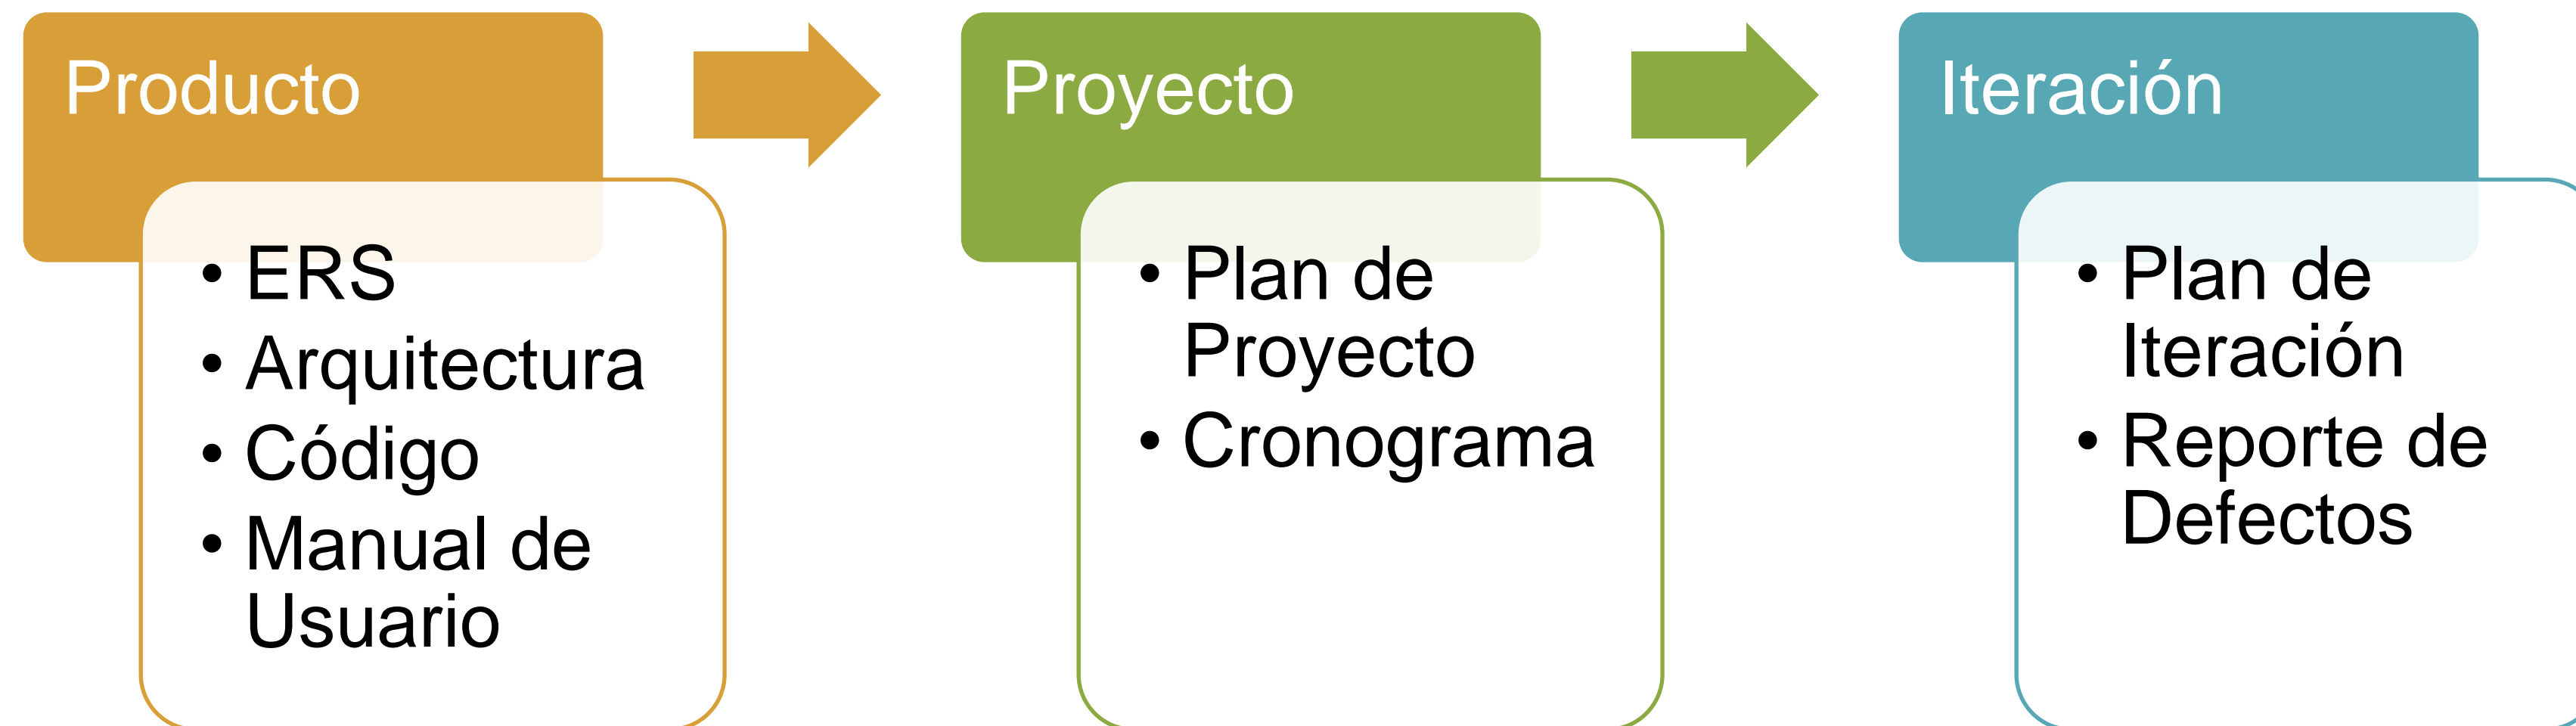 Producto
• ERS
• Arquitectura
• Código
• Manual de
Usuario
Proyecto
• Plan de
Proyecto
• Cronograma
Iteración
• Plan de
Iteración
• Reporte de
Defectos